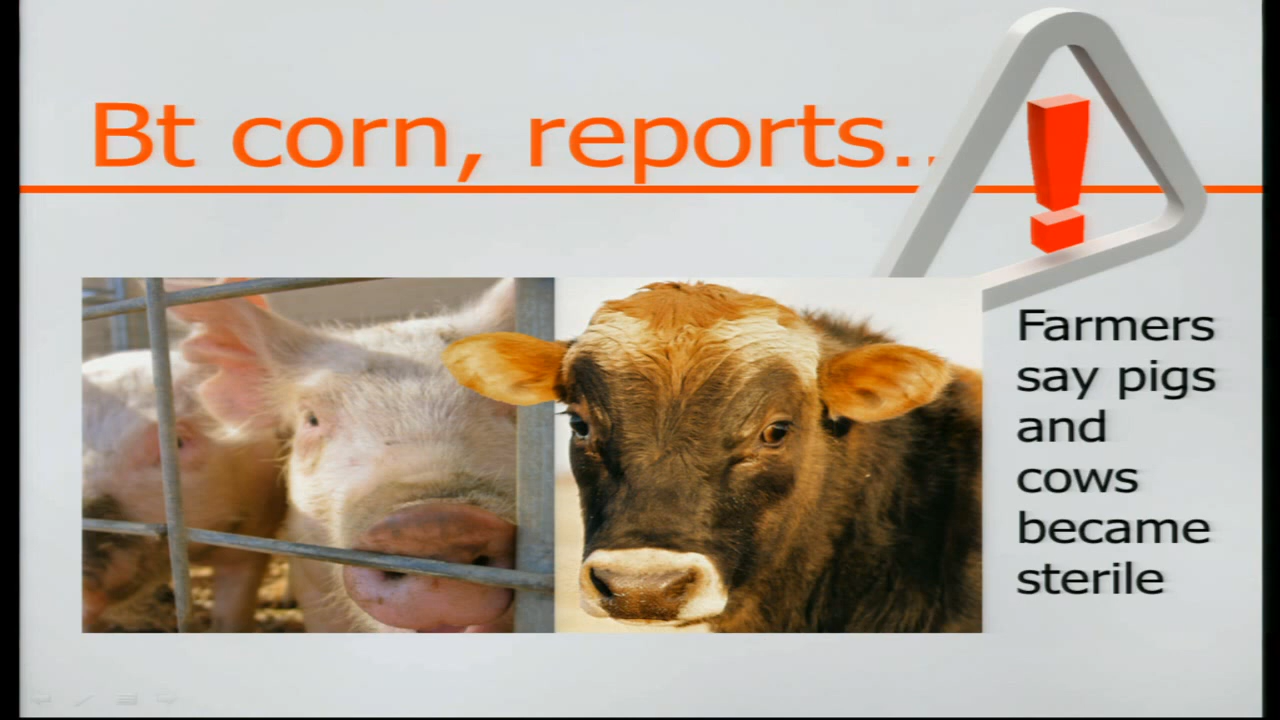 Bt corn, reports..
Farmers
say pigs
and
cows
became
sterile